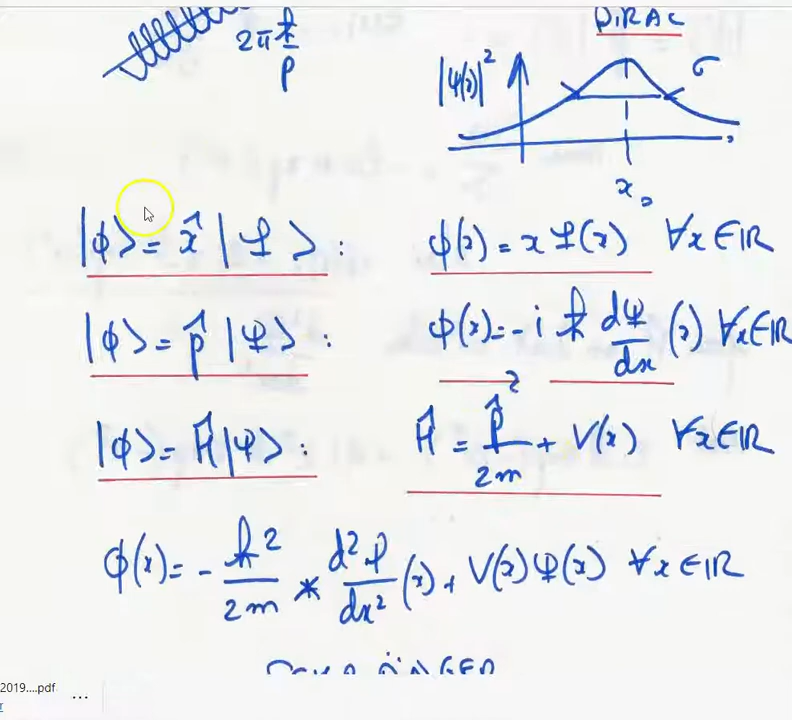 DIRAC
2π ħ/p
|Ψ(x)|² σ
x₀
|ϕ> = x̂ |Ψ> : ϕ(x) = x Ψ(x) ∀x∈ℝ
|ϕ> = p̂ |Ψ> : ϕ(x) = -i ħ dΨ/dx (x) ∀x∈ℝ
|ϕ> = Ĥ |Ψ> : Ĥ = p̂²/2m + V(x) ∀x∈ℝ
ϕ(x) = - ħ²/2m * d²Ψ/dx² (x) + V(x) Ψ(x) ∀x∈ℝ
2019....pdf
...